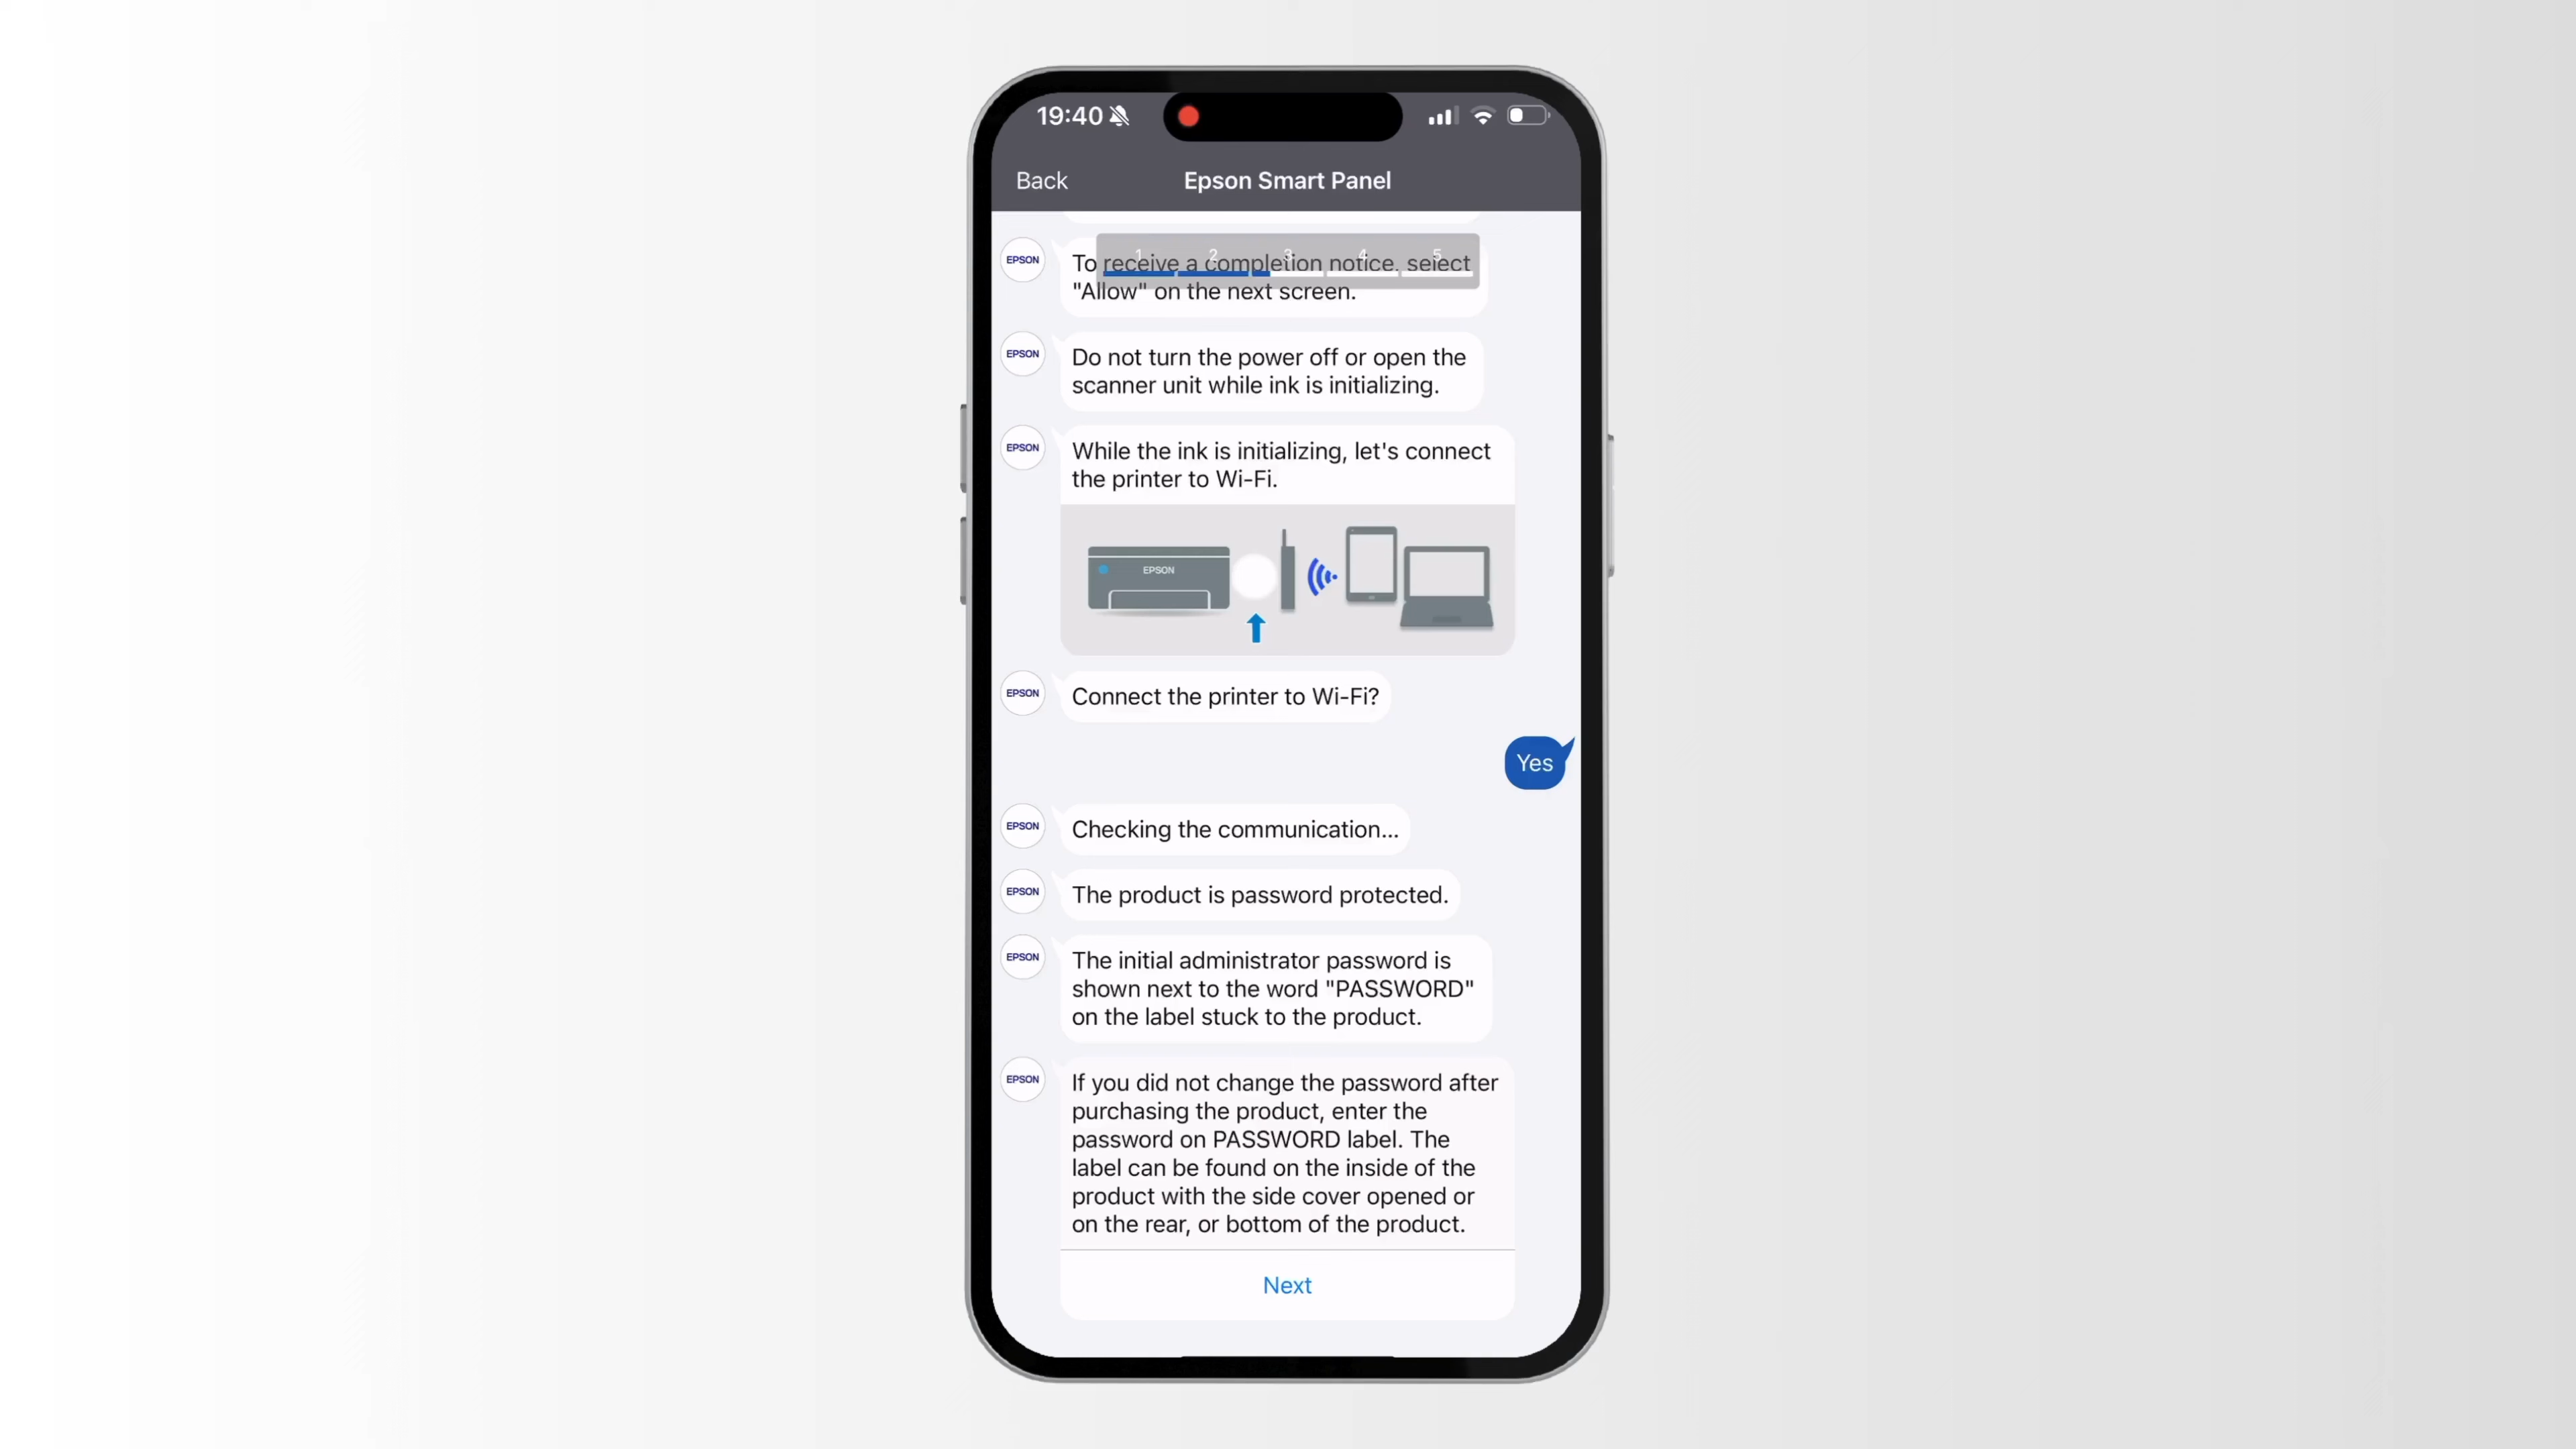 19:40
Back
Epson Smart Panel
1 2 3 4 5
EPSON
To receive a completion notice, select
"Allow" on the next screen.
EPSON
Do not turn the power off or open the
scanner unit while ink is initializing.
EPSON
While the ink is initializing, let's connect
the printer to Wi-Fi.
EPSON
EPSON
Connect the printer to Wi-Fi?
Yes
EPSON
Checking the communication...
EPSON
The product is password protected.
EPSON
The initial administrator password is
shown next to the word "PASSWORD"
on the label stuck to the product.
EPSON
If you did not change the password after
purchasing the product, enter the
password on PASSWORD label. The
label can be found on the inside of the
product with the side cover opened or
on the rear, or bottom of the product.
Next